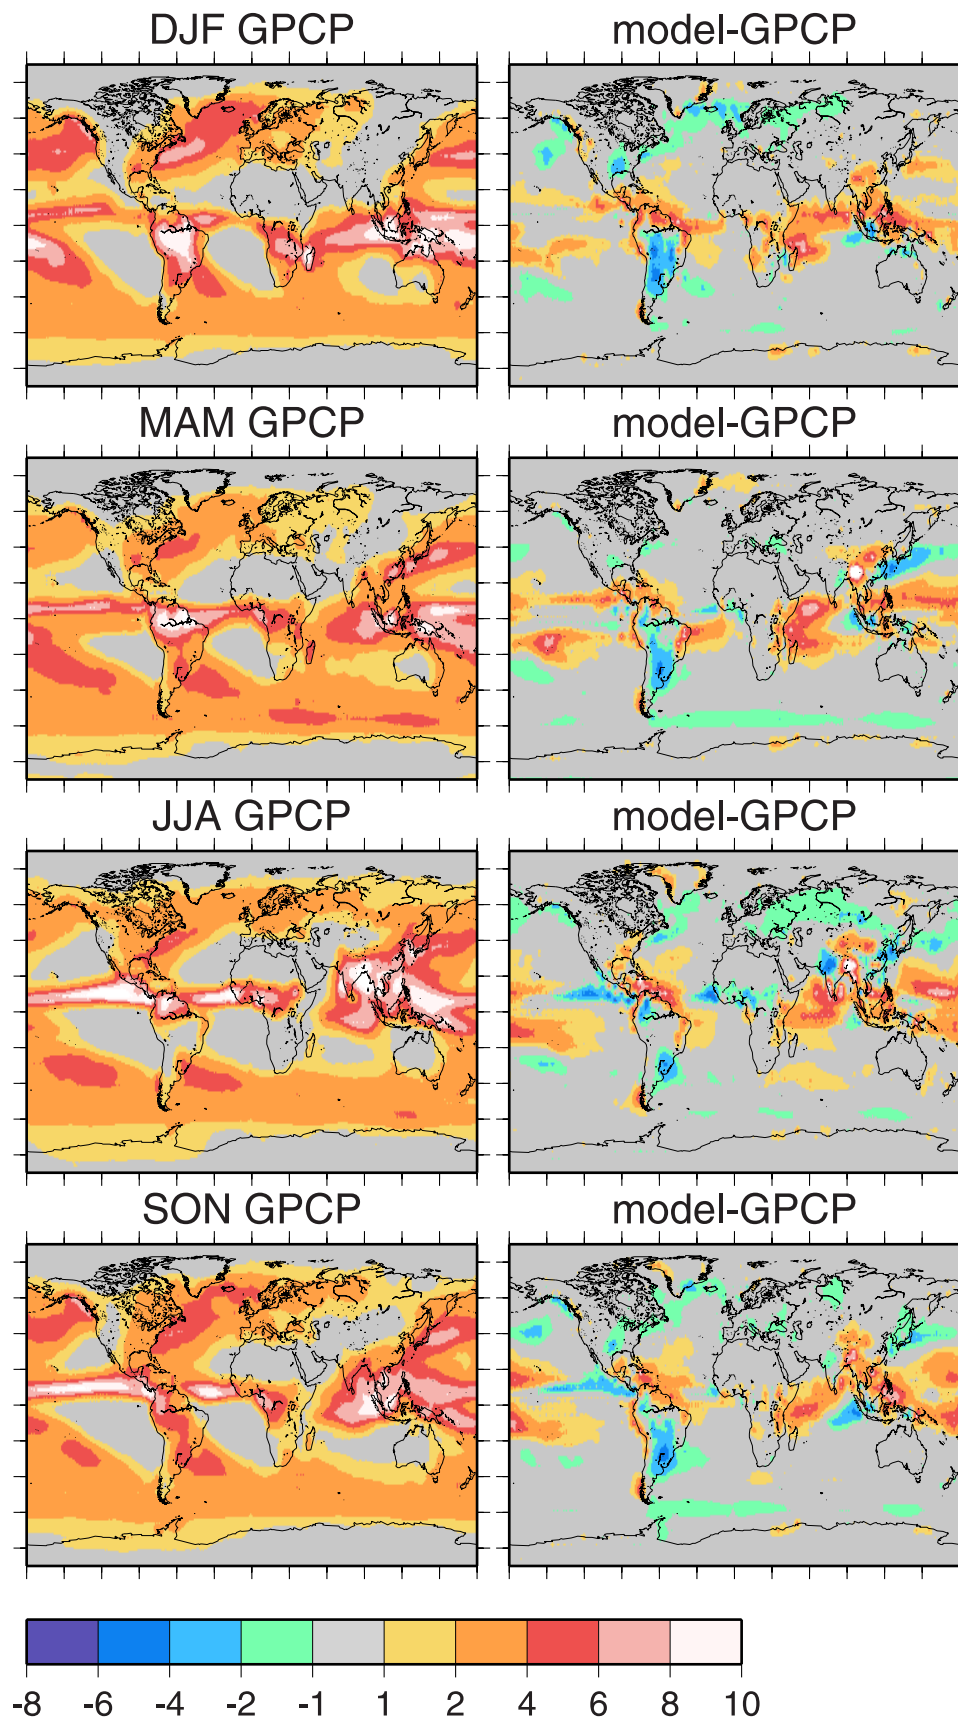 DJF GPCP model-GPCP
MAM GPCP model-GPCP
JJA GPCP model-GPCP
SON GPCP model-GPCP
-8 -6 -4 -2 -1 1 2 4 6 8 10